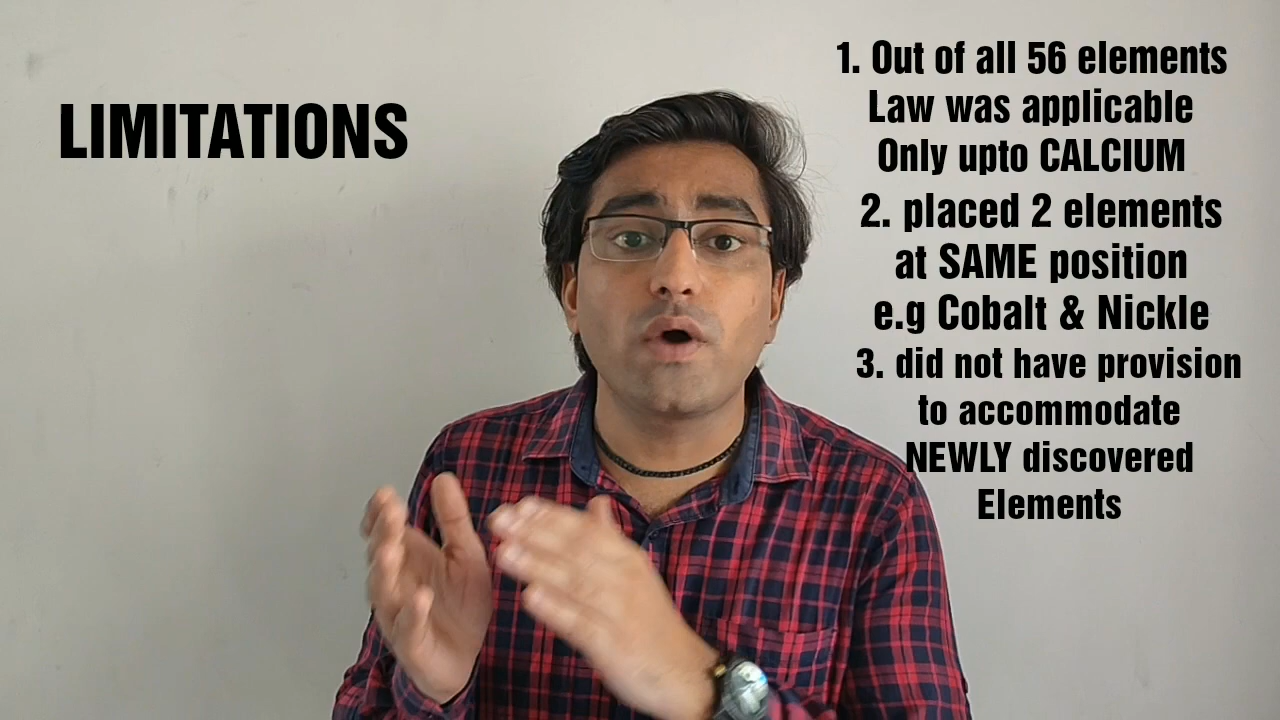 LIMITATIONS
1. Out of all 56 elements
Law was applicable
Only upto CALCIUM
2. placed 2 elements
at SAME position
e.g Cobalt & Nickle
3. did not have provision
to accommodate
NEWLY discovered
Elements